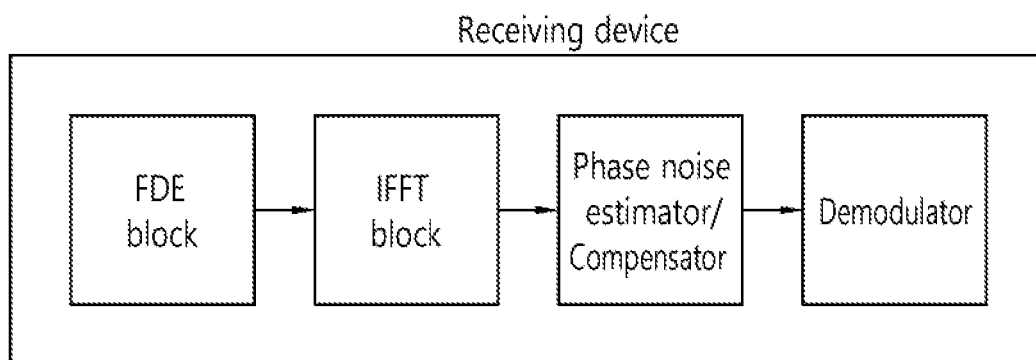 Receiving device
FDE
block
IFFT
block
Phase noise
estimator/
Compensator
Demodulator